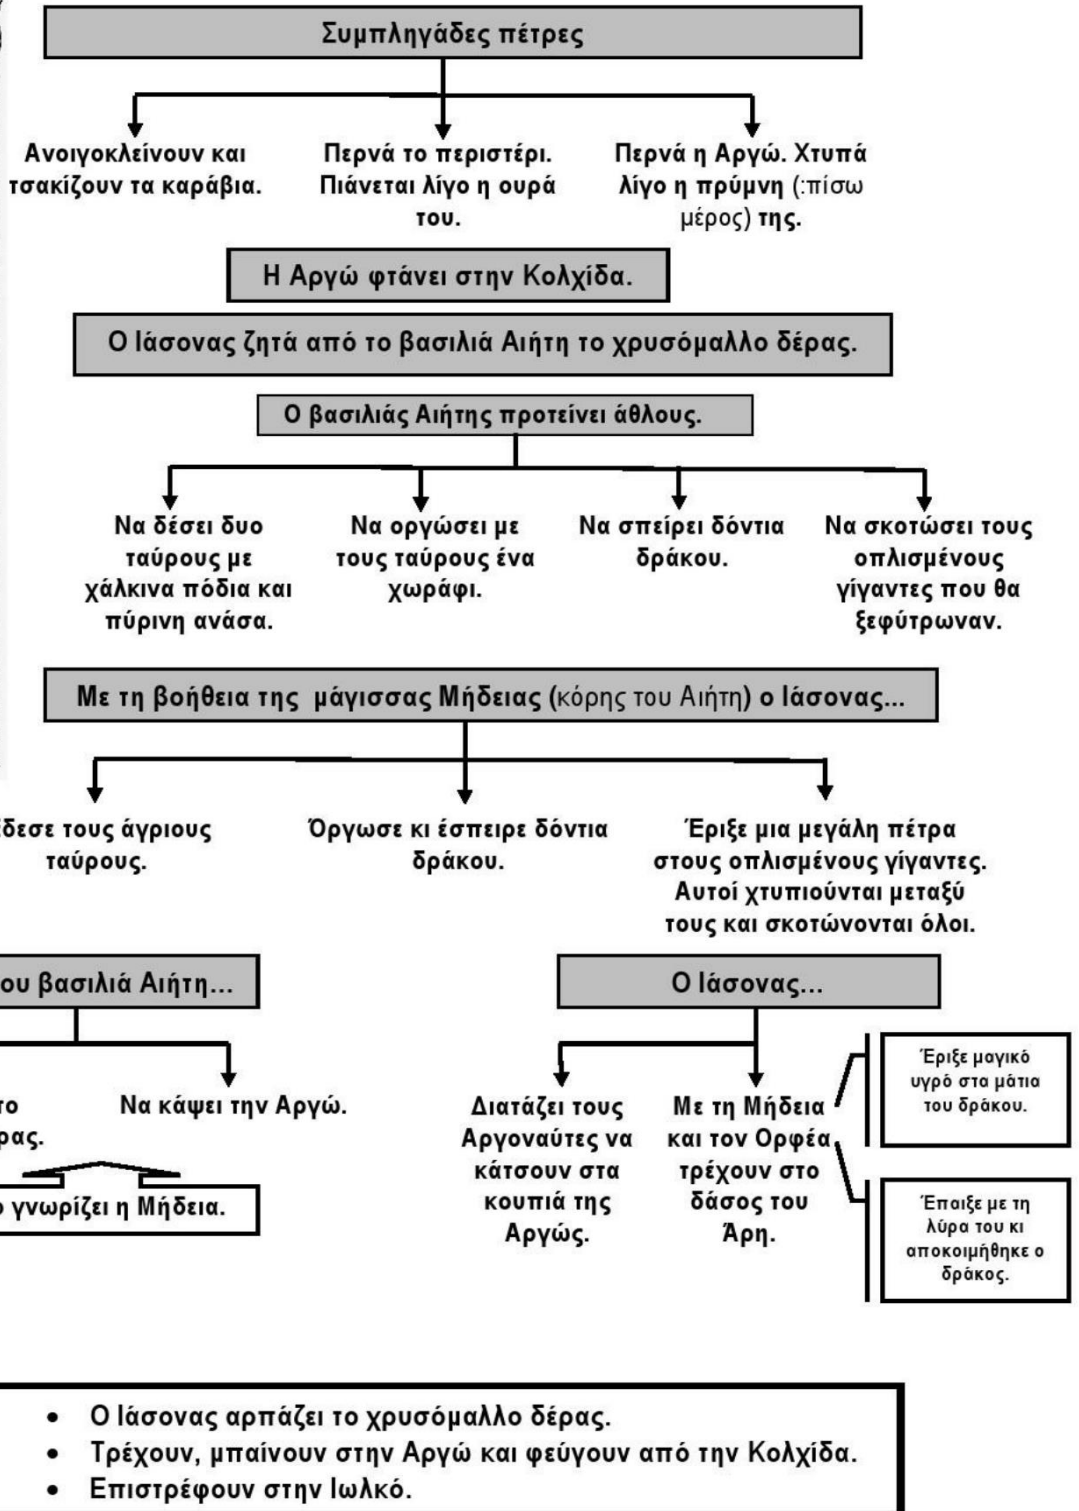 Συμπληγάδες πέτρες
Ανοιγοκλείνουν και
τσακίζουν τα καράβια.
Περνά το περιστέρι.
Πιάνεται λίγο η ουρά
του.
Περνά η Αργώ. Χτυπά
λίγο η πρύμνη (:πίσω
μέρος) της.
Η Αργώ φτάνει στην Κολχίδα.
Ο Ιάσονας ζητά από το βασιλιά Αιήτη το χρυσόμαλλο δέρας.
Ο βασιλιάς Αιήτης προτείνει άθλους.
Να δέσει δυο
ταύρους με
χάλκινα πόδια και
πύρινη ανάσα.
Να οργώσει με
τους ταύρους ένα
χωράφι.
Να σπείρει δόντια
δράκου.
Να σκοτώσει τους
οπλισμένους
γίγαντες που θα
ξεφύτρωναν.
Με τη βοήθεια της μάγισσας Μήδειας (κόρης του Αιήτη) ο Ιάσονας...
έδεσε τους άγριους
ταύρους.
Όργωσε κι έσπειρε δόντια
δράκου.
Έριξε μια μεγάλη πέτρα
στους οπλισμένους γίγαντες.
Αυτοί χτυπιούνται μεταξύ
τους και σκοτώνονται όλοι.
ου βασιλιά Αιήτη...
το
ρας.
Να κάψει την Αργώ.
γνωρίζει η Μήδεια.
Ο Ιάσονας...
Διατάζει τους
Αργοναύτες να
κάτσουν στα
κουπιά της
Αργώς.
Με τη Μήδεια
και τον Ορφέα
τρέχουν στο
δάσος του
Άρη.
Έριξε μαγικό
υγρό στα μάτια
του δράκου.
Έπαιξε με τη
λύρα του κι
αποκοιμήθηκε ο
δράκος.
• Ο Ιάσονας αρπάζει το χρυσόμαλλο δέρας.
• Τρέχουν, μπαίνουν στην Αργώ και φεύγουν από την Κολχίδα.
• Επιστρέφουν στην Ιωλκό.